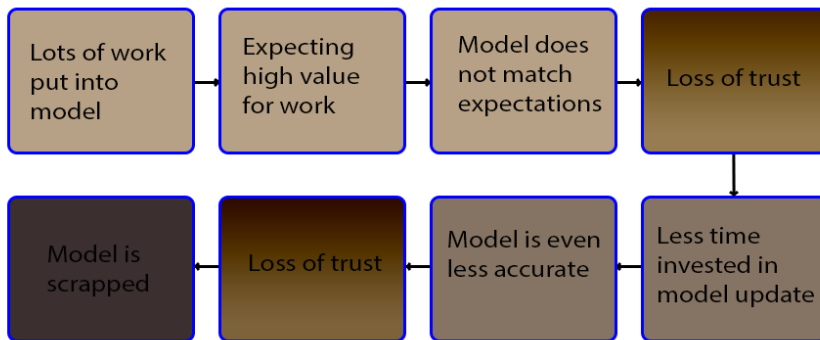 Lots of work
put into
model
Expecting
high value
for work
Model does
not match
expectations
Loss of trust
Less time
invested in
model update
Model is even
less accurate
Loss of trust
Model is
scrapped